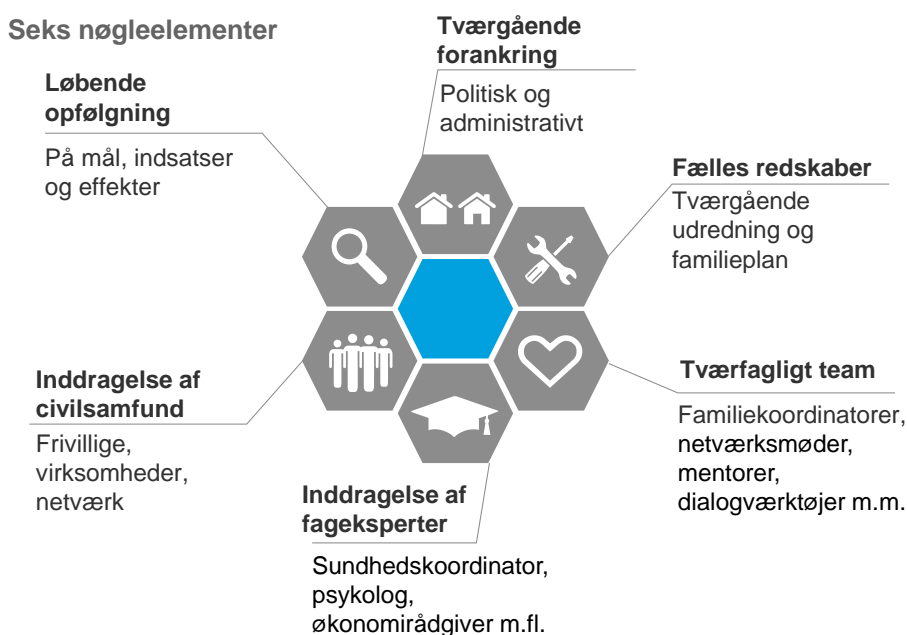 Seks nøgleelementer
Tværgående
forankring
Politisk og
administrativt
Løbende
opfølgning
På mål, indsatser
og effekter
Fælles redskaber
Tværgående
udredning og
familieplan
Inddragelse af
civilsamfund
Frivillige,
virksomheder,
netværk
Tværfagligt team
Familiekoordinatorer,
netværksmøder,
mentorer,
dialogværktøjer m.m.
Inddragelse af
fageksperter
Sundhedskoordinator,
psykolog,
økonomirådgiver m.fl.